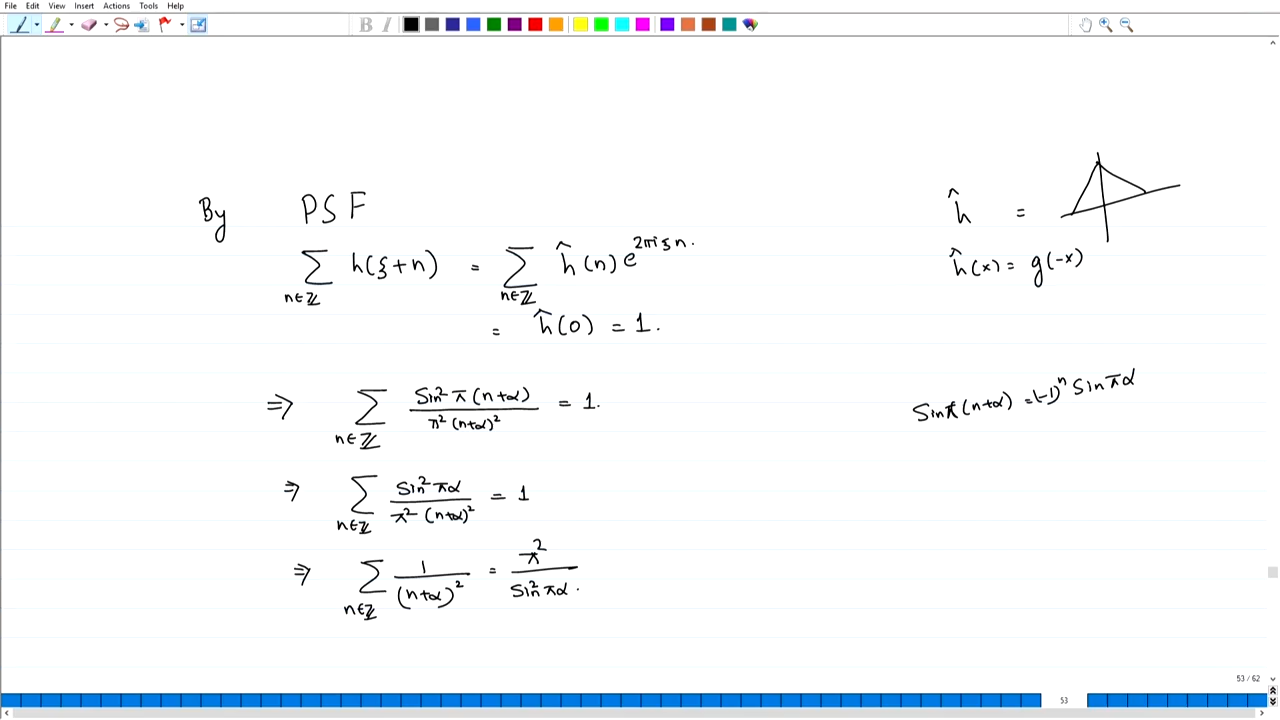 File Edit View Insert Actions Tools Help
B I
By PSF
∑_{n∈ℤ} h(ξ+n) = ∑_{n∈ℤ} ĥ(n) e^{2πiξn}.
= ĥ(0) = 1.
⇒ ∑_{n∈ℤ} Sin²π(n+α) / π²(n+α)² = 1.
⇒ ∑_{n∈ℤ} Sin²πα / π²(n+α)² = 1
⇒ ∑_{n∈ℤ} 1 / (n+α)² = π² / Sin²πα.
ĥ =
ĥ(x) = g(-x)
Sinπ(n+α) = (-1)ⁿ Sinπα
53 / 62
53